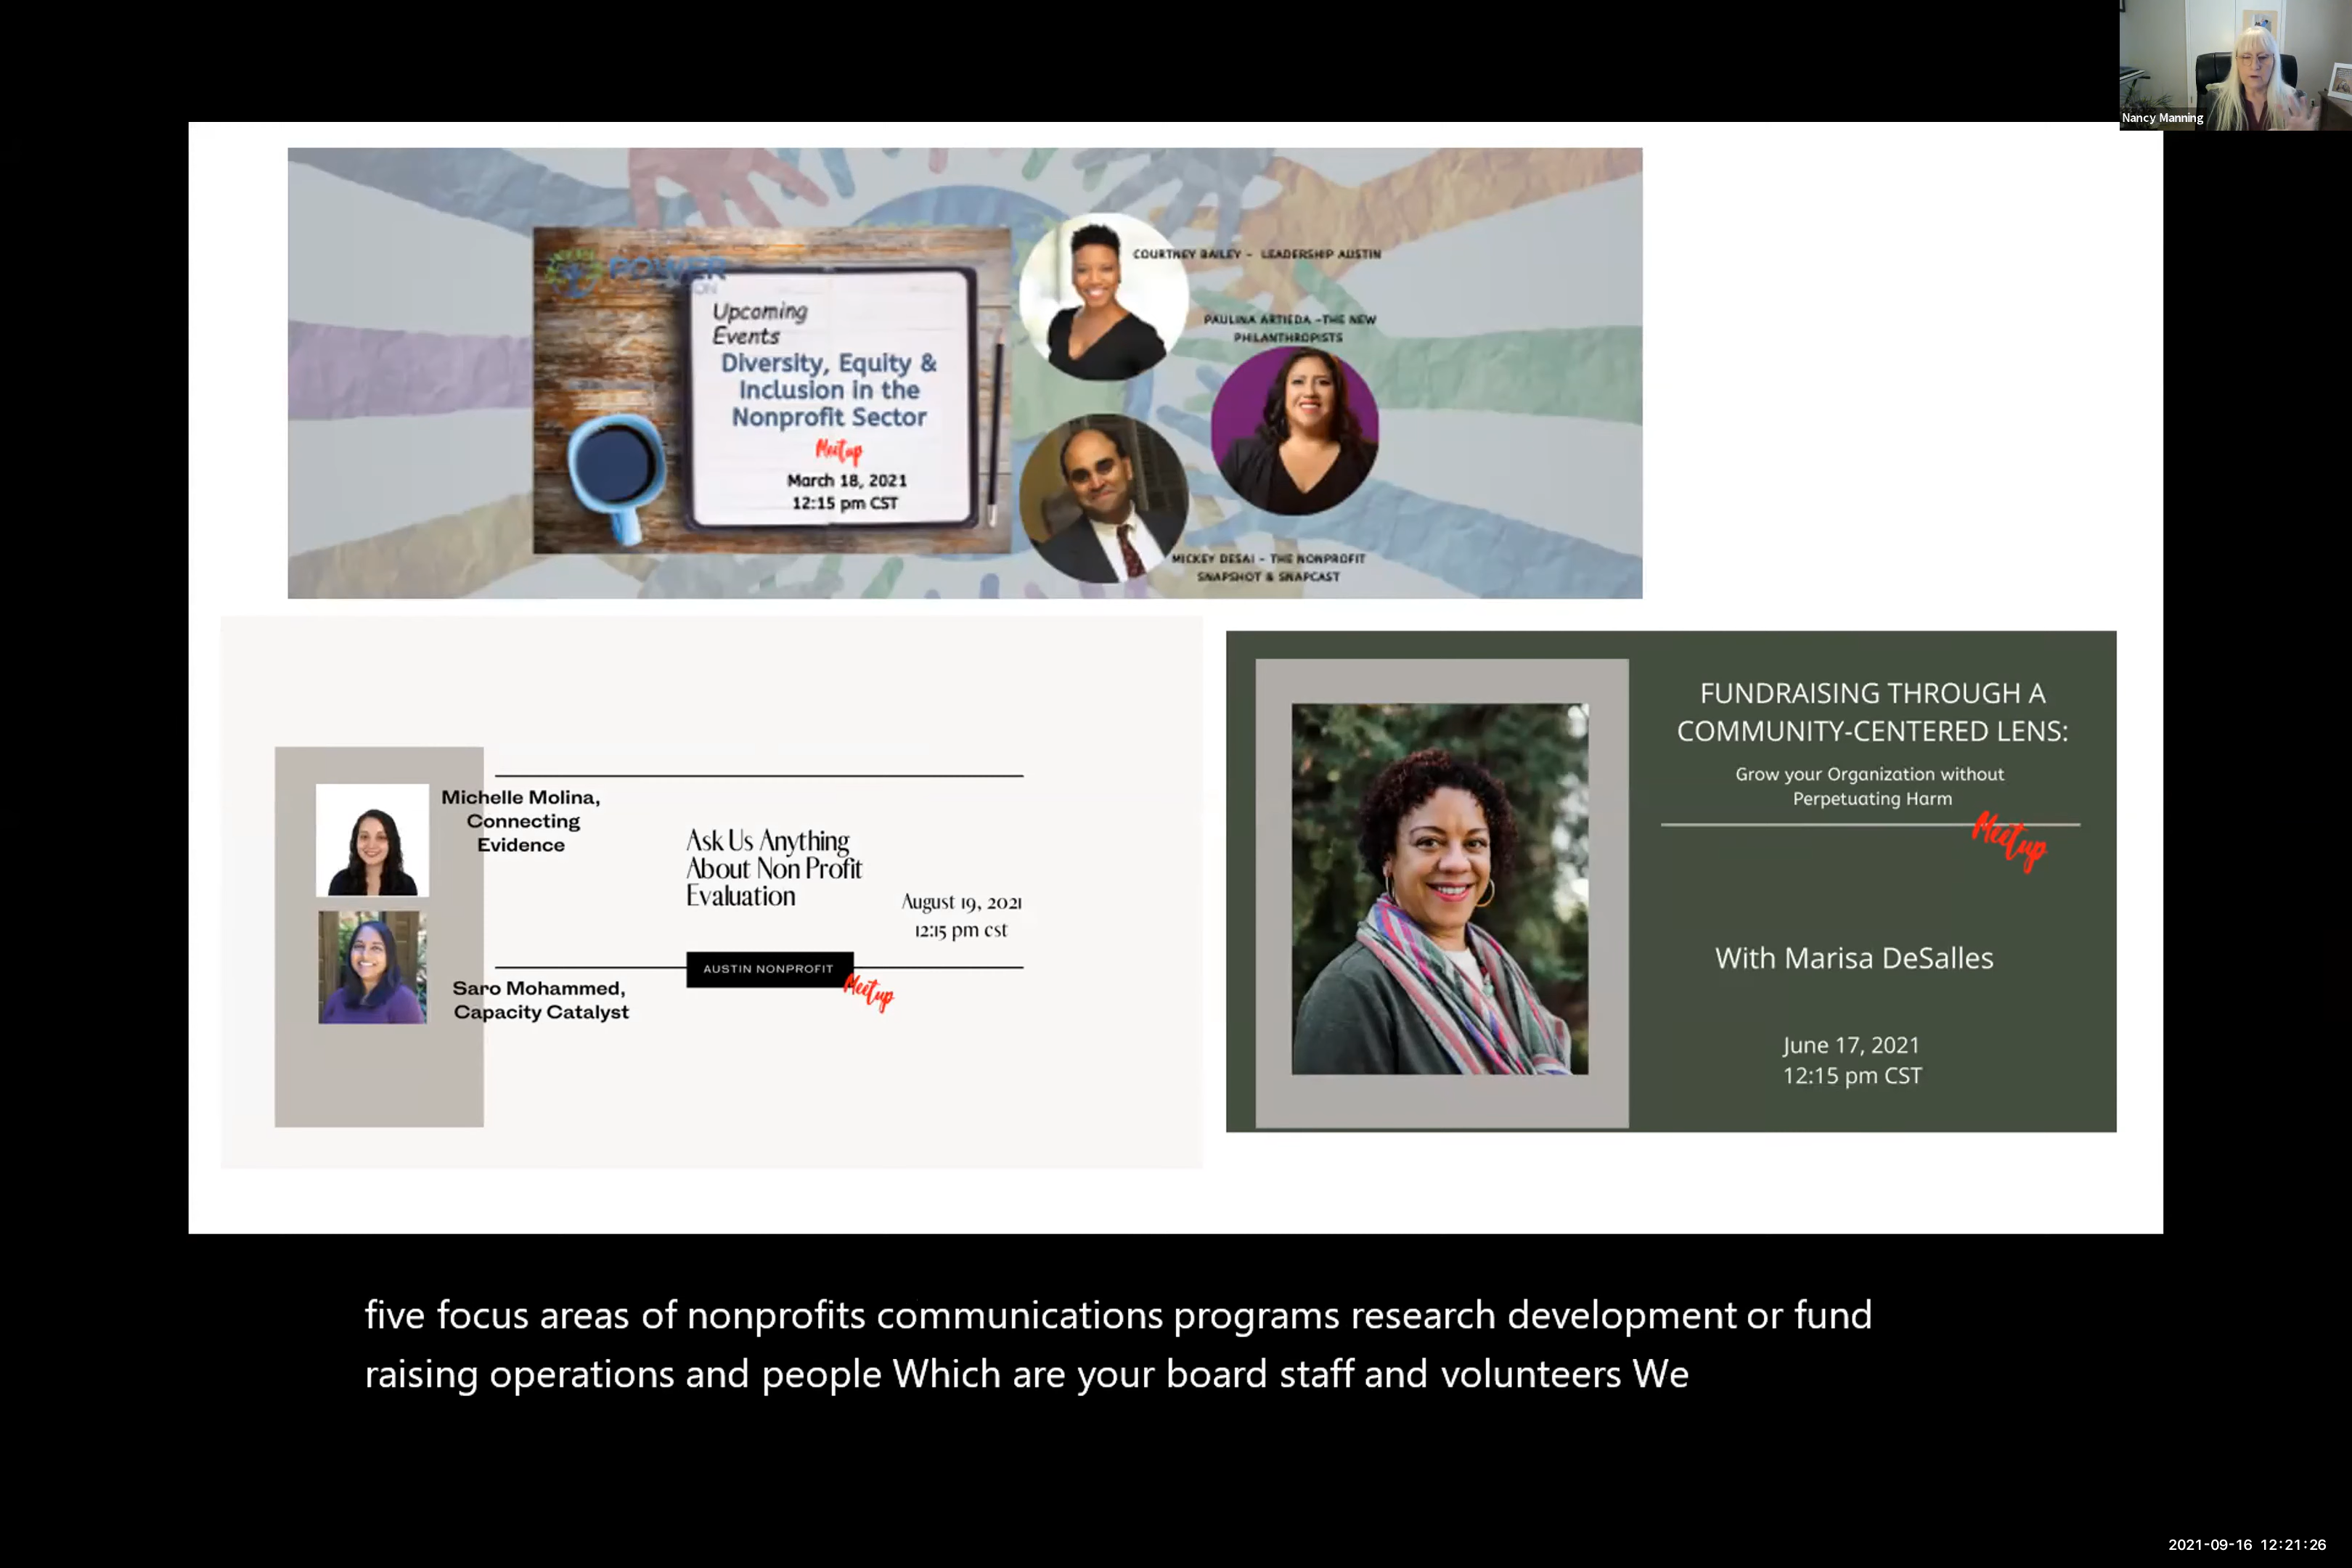 Nancy Manning
POWER
ON
Upcoming
Events
Diversity, Equity &
Inclusion in the
Nonprofit Sector
Meetup
March 18, 2021
12:15 pm CST
COURTNEY BAILEY - LEADERSHIP AUSTIN
PAULINA ARTIEDA -THE NEW
PHILANTHROPISTS
MICKEY DESAI - THE NONPROFIT
SNAPSHOT & SNAPCAST
Michelle Molina,
Connecting
Evidence
Saro Mohammed,
Capacity Catalyst
Ask Us Anything
About Non Profit
Evaluation
August 19, 2021
12:15 pm cst
AUSTIN NONPROFIT
Meetup
FUNDRAISING THROUGH A
COMMUNITY-CENTERED LENS:
Grow your Organization without
Perpetuating Harm
Meetup
With Marisa DeSalles
June 17, 2021
12:15 pm CST
five focus areas of nonprofits communications programs research development or fund
raising operations and people Which are your board staff and volunteers We
2021-09-16 12:21:26